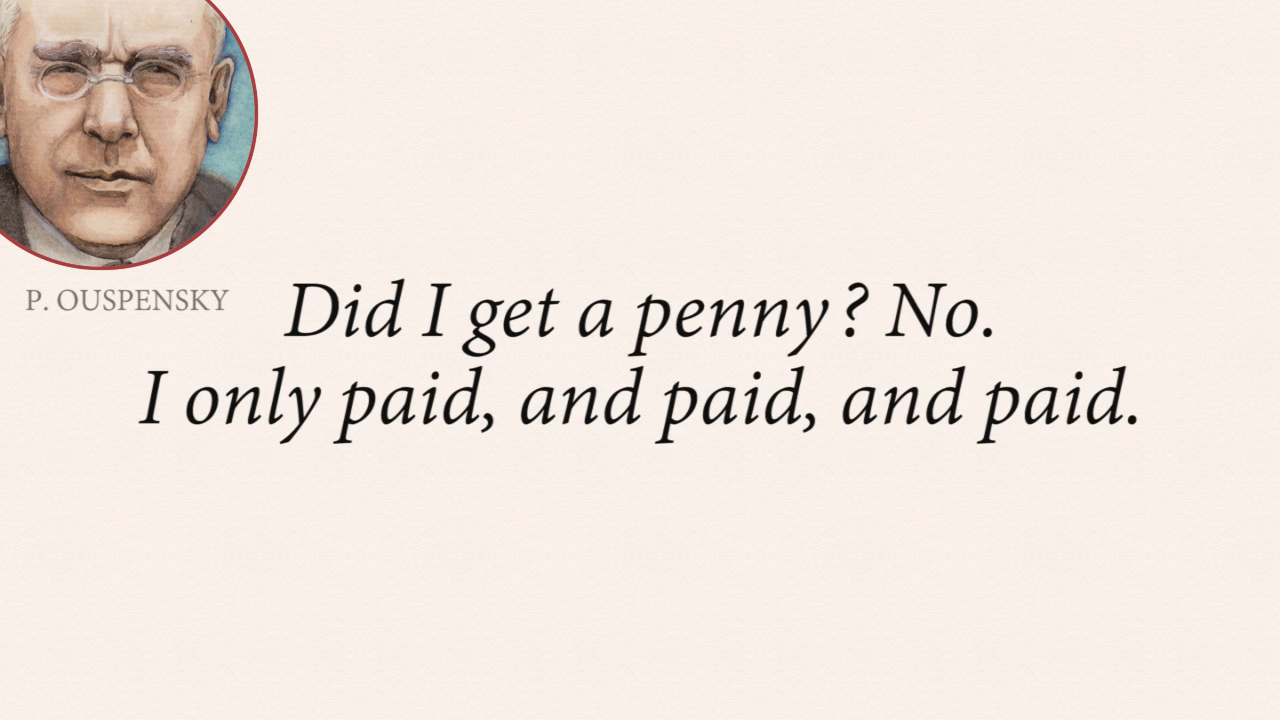 P. OUSPENSKY
Did I get a penny? No.
I only paid, and paid, and paid.